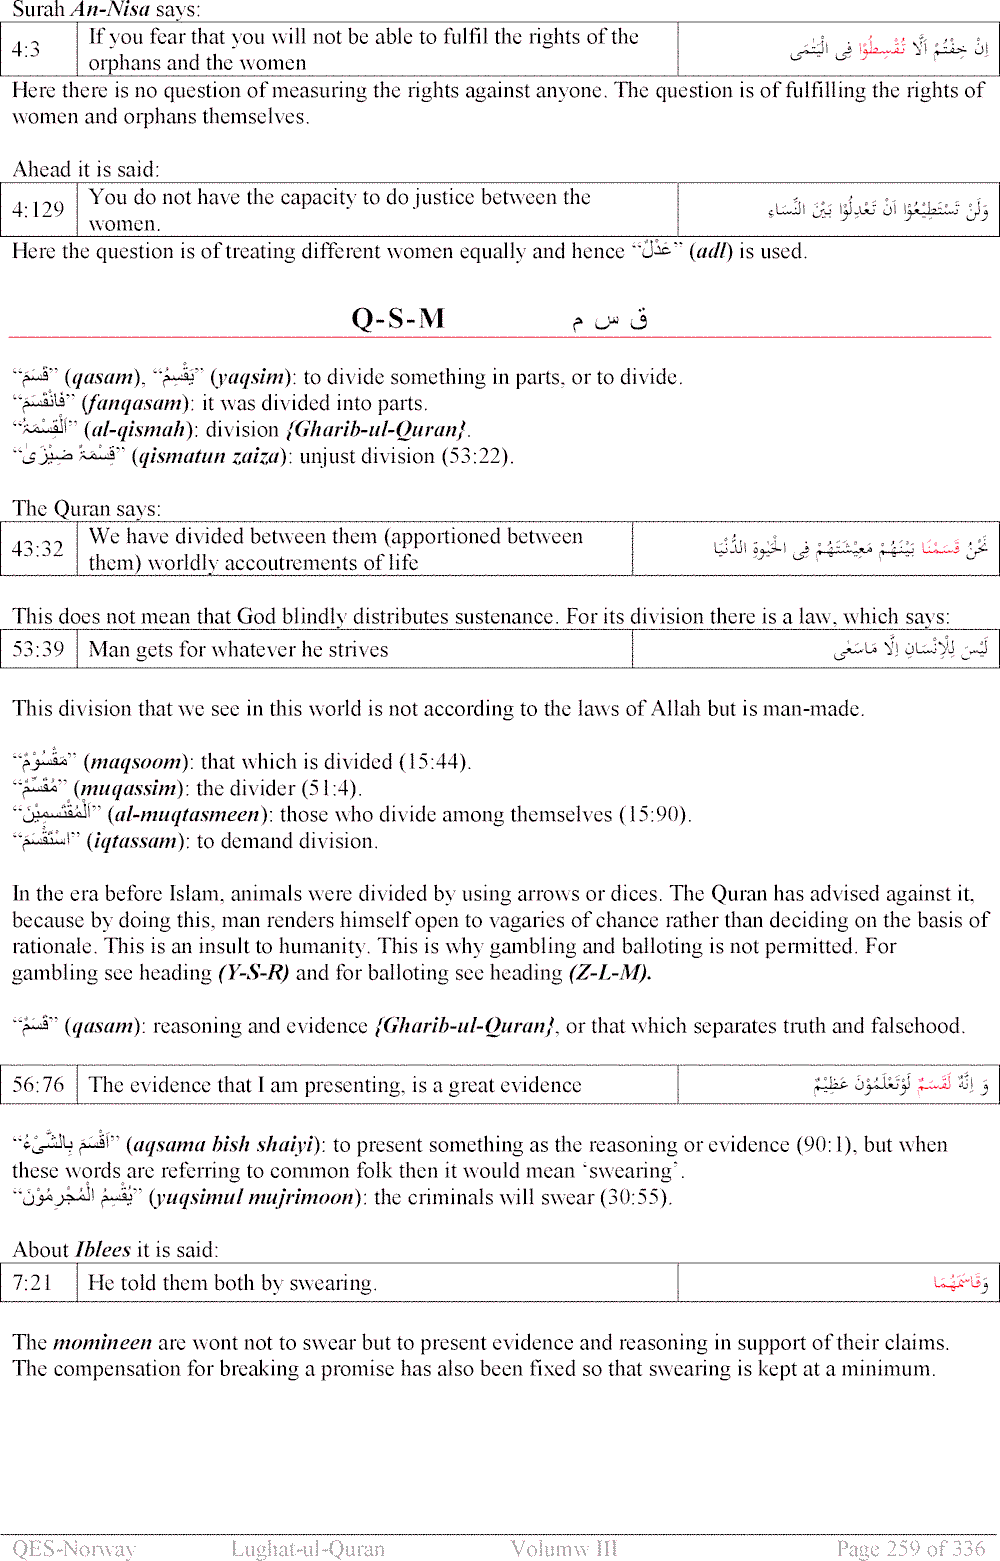 Surah An-Nisa says:
4:3 If you fear that you will not be able to fulfil the rights of the orphans and the women اِنْ خِفْتُمْ اَلَّا تُقْسِطُوْا فِى الْيَتٰمٰى
Here there is no question of measuring the rights against anyone. The question is of fulfilling the rights of
women and orphans themselves.
Ahead it is said:
4:129 You do not have the capacity to do justice between the women. وَلَنْ تَسْتَطِيْعُوْا اَنْ تَعْدِلُوْا بَيْنَ النِّسَاءِ
Here the question is of treating different women equally and hence “عَدْلٌ” (adl) is used.
Q-S-M ق س م
“قَسَمَ” (qasam), “يَقْسِمُ” (yaqsim): to divide something in parts, or to divide.
“فَانْقَسَمَ” (fanqasam): it was divided into parts.
“اَلْقِسْمَۃُ” (al-qismah): division {Gharib-ul-Quran}.
“قِسْمَۃٌ ضِيْزَىٰ” (qismatun zaiza): unjust division (53:22).
The Quran says:
43:32 We have divided between them (apportioned between them) worldly accoutrements of life نَحْنُ قَسَمْنَا بَيْنَهُمْ مَعِيْشَتَهُمْ فِى الْحَيٰوةِ الدُّنْيَا
This does not mean that God blindly distributes sustenance. For its division there is a law, which says:
53:39 Man gets for whatever he strives لَيْسَ لِلْاِنْسَانِ اِلَّا مَاسَعٰى
This division that we see in this world is not according to the laws of Allah but is man-made.
“مَقْسُوْمٌ” (maqsoom): that which is divided (15:44).
“مُقَسِّمٌ” (muqassim): the divider (51:4).
“اَلْمُقْتَسِمِيْنَ” (al-muqtasmeen): those who divide among themselves (15:90).
“اسْتَقْسَمَ” (iqtassam): to demand division.
In the era before Islam, animals were divided by using arrows or dices. The Quran has advised against it,
because by doing this, man renders himself open to vagaries of chance rather than deciding on the basis of
rationale. This is an insult to humanity. This is why gambling and balloting is not permitted. For
gambling see heading (Y-S-R) and for balloting see heading (Z-L-M).
“قَسَمٌ” (qasam): reasoning and evidence {Gharib-ul-Quran}, or that which separates truth and falsehood.
56:76 The evidence that I am presenting, is a great evidence وَ اِنَّهٗ لَقَسَمٌ لَوْتَعْلَمُوْنَ عَظِيْمٌ
“اَقْسَمَ بِالشَّیْءِ” (aqsama bish shaiyi): to present something as the reasoning or evidence (90:1), but when
these words are referring to common folk then it would mean ‘swearing’.
“يُقْسِمُ الْمُجْرِمُوْنَ” (yuqsimul mujrimoon): the criminals will swear (30:55).
About Iblees it is said:
7:21 He told them both by swearing. وَقَاسَمَهُمَا
The momineen are wont not to swear but to present evidence and reasoning in support of their claims.
The compensation for breaking a promise has also been fixed so that swearing is kept at a minimum.
QES-Norway Lughat-ul-Quran Volumw III Page 259 of 336